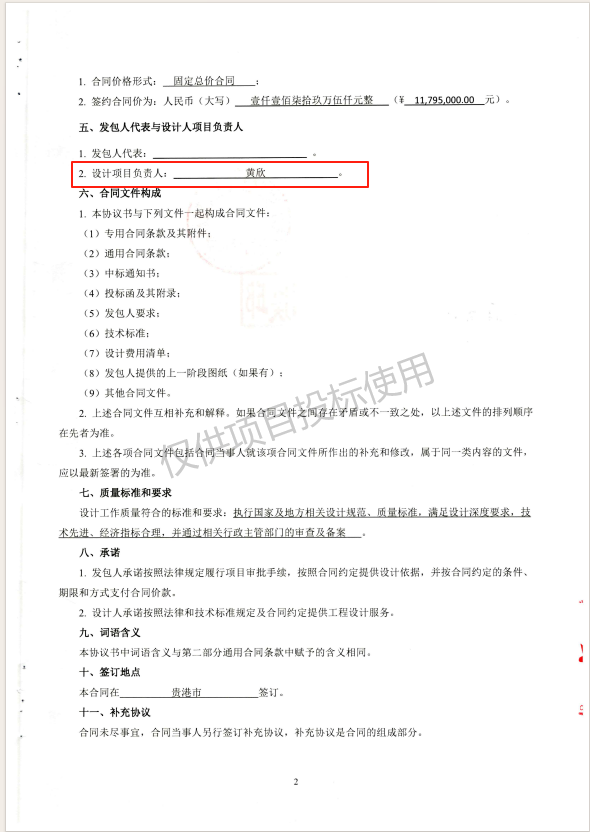 1. 合同价格形式： 固定总价合同 ；
2. 签约合同价为：人民币（大写） 壹仟壹佰柒拾玖万伍仟元整 （¥ 11,795,000.00 元）。
五、发包人代表与设计人项目负责人
1. 发包人代表： 。
2. 设计项目负责人： 黄欣 。
六、合同文件构成
1. 本协议书与下列文件一起构成合同文件：
（1）专用合同条款及其附件；
（2）通用合同条款；
（3）中标通知书；
（4）投标函及其附录；
（5）发包人要求；
（6）技术标准；
（7）设计费用清单；
（8）发包人提供的上一阶段图纸（如果有）；
（9）其他合同文件。
2. 上述合同文件互相补充和解释。如果合同文件之间存在矛盾或不一致之处，以上述文件的排列顺序
在先者为准。
3. 上述各项合同文件包括合同当事人就该项合同文件所作出的补充和修改，属于同一类内容的文件，
应以最新签署的为准。
七、质量标准和要求
设计工作质量符合的标准和要求：执行国家及地方相关设计规范、质量标准，满足设计深度要求，技
术先进、经济指标合理，并通过相关行政主管部门的审查及备案 。
八、承诺
1. 发包人承诺按照法律规定履行项目审批手续，按照合同约定提供设计依据，并按合同约定的条件、
期限和方式支付合同价款。
2. 设计人承诺按照法律和技术标准规定及合同约定提供工程设计服务。
九、词语含义
本协议书中词语含义与第二部分通用合同条款中赋予的含义相同。
十、签订地点
本合同在 贵港市 签订。
十一、补充协议
合同未尽事宜，合同当事人另行签订补充协议，补充协议是合同的组成部分。
2
仅供项目投标使用